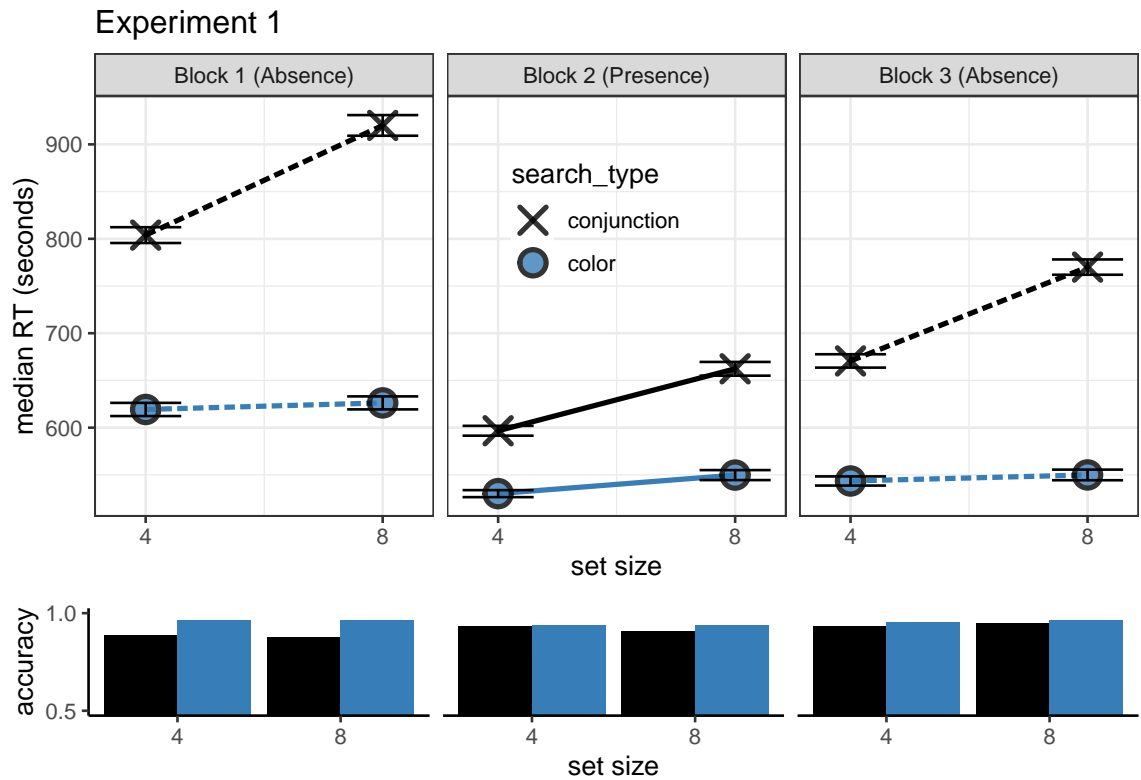 Experiment 1
Block 1 (Absence)
Block 2 (Presence)
Block 3 (Absence)
median RT (seconds)
900
800
700
600
search_type
conjunction
color
4
8
4
8
4
8
set size
accuracy
1.0
0.5
4
8
4
8
4
8
set size